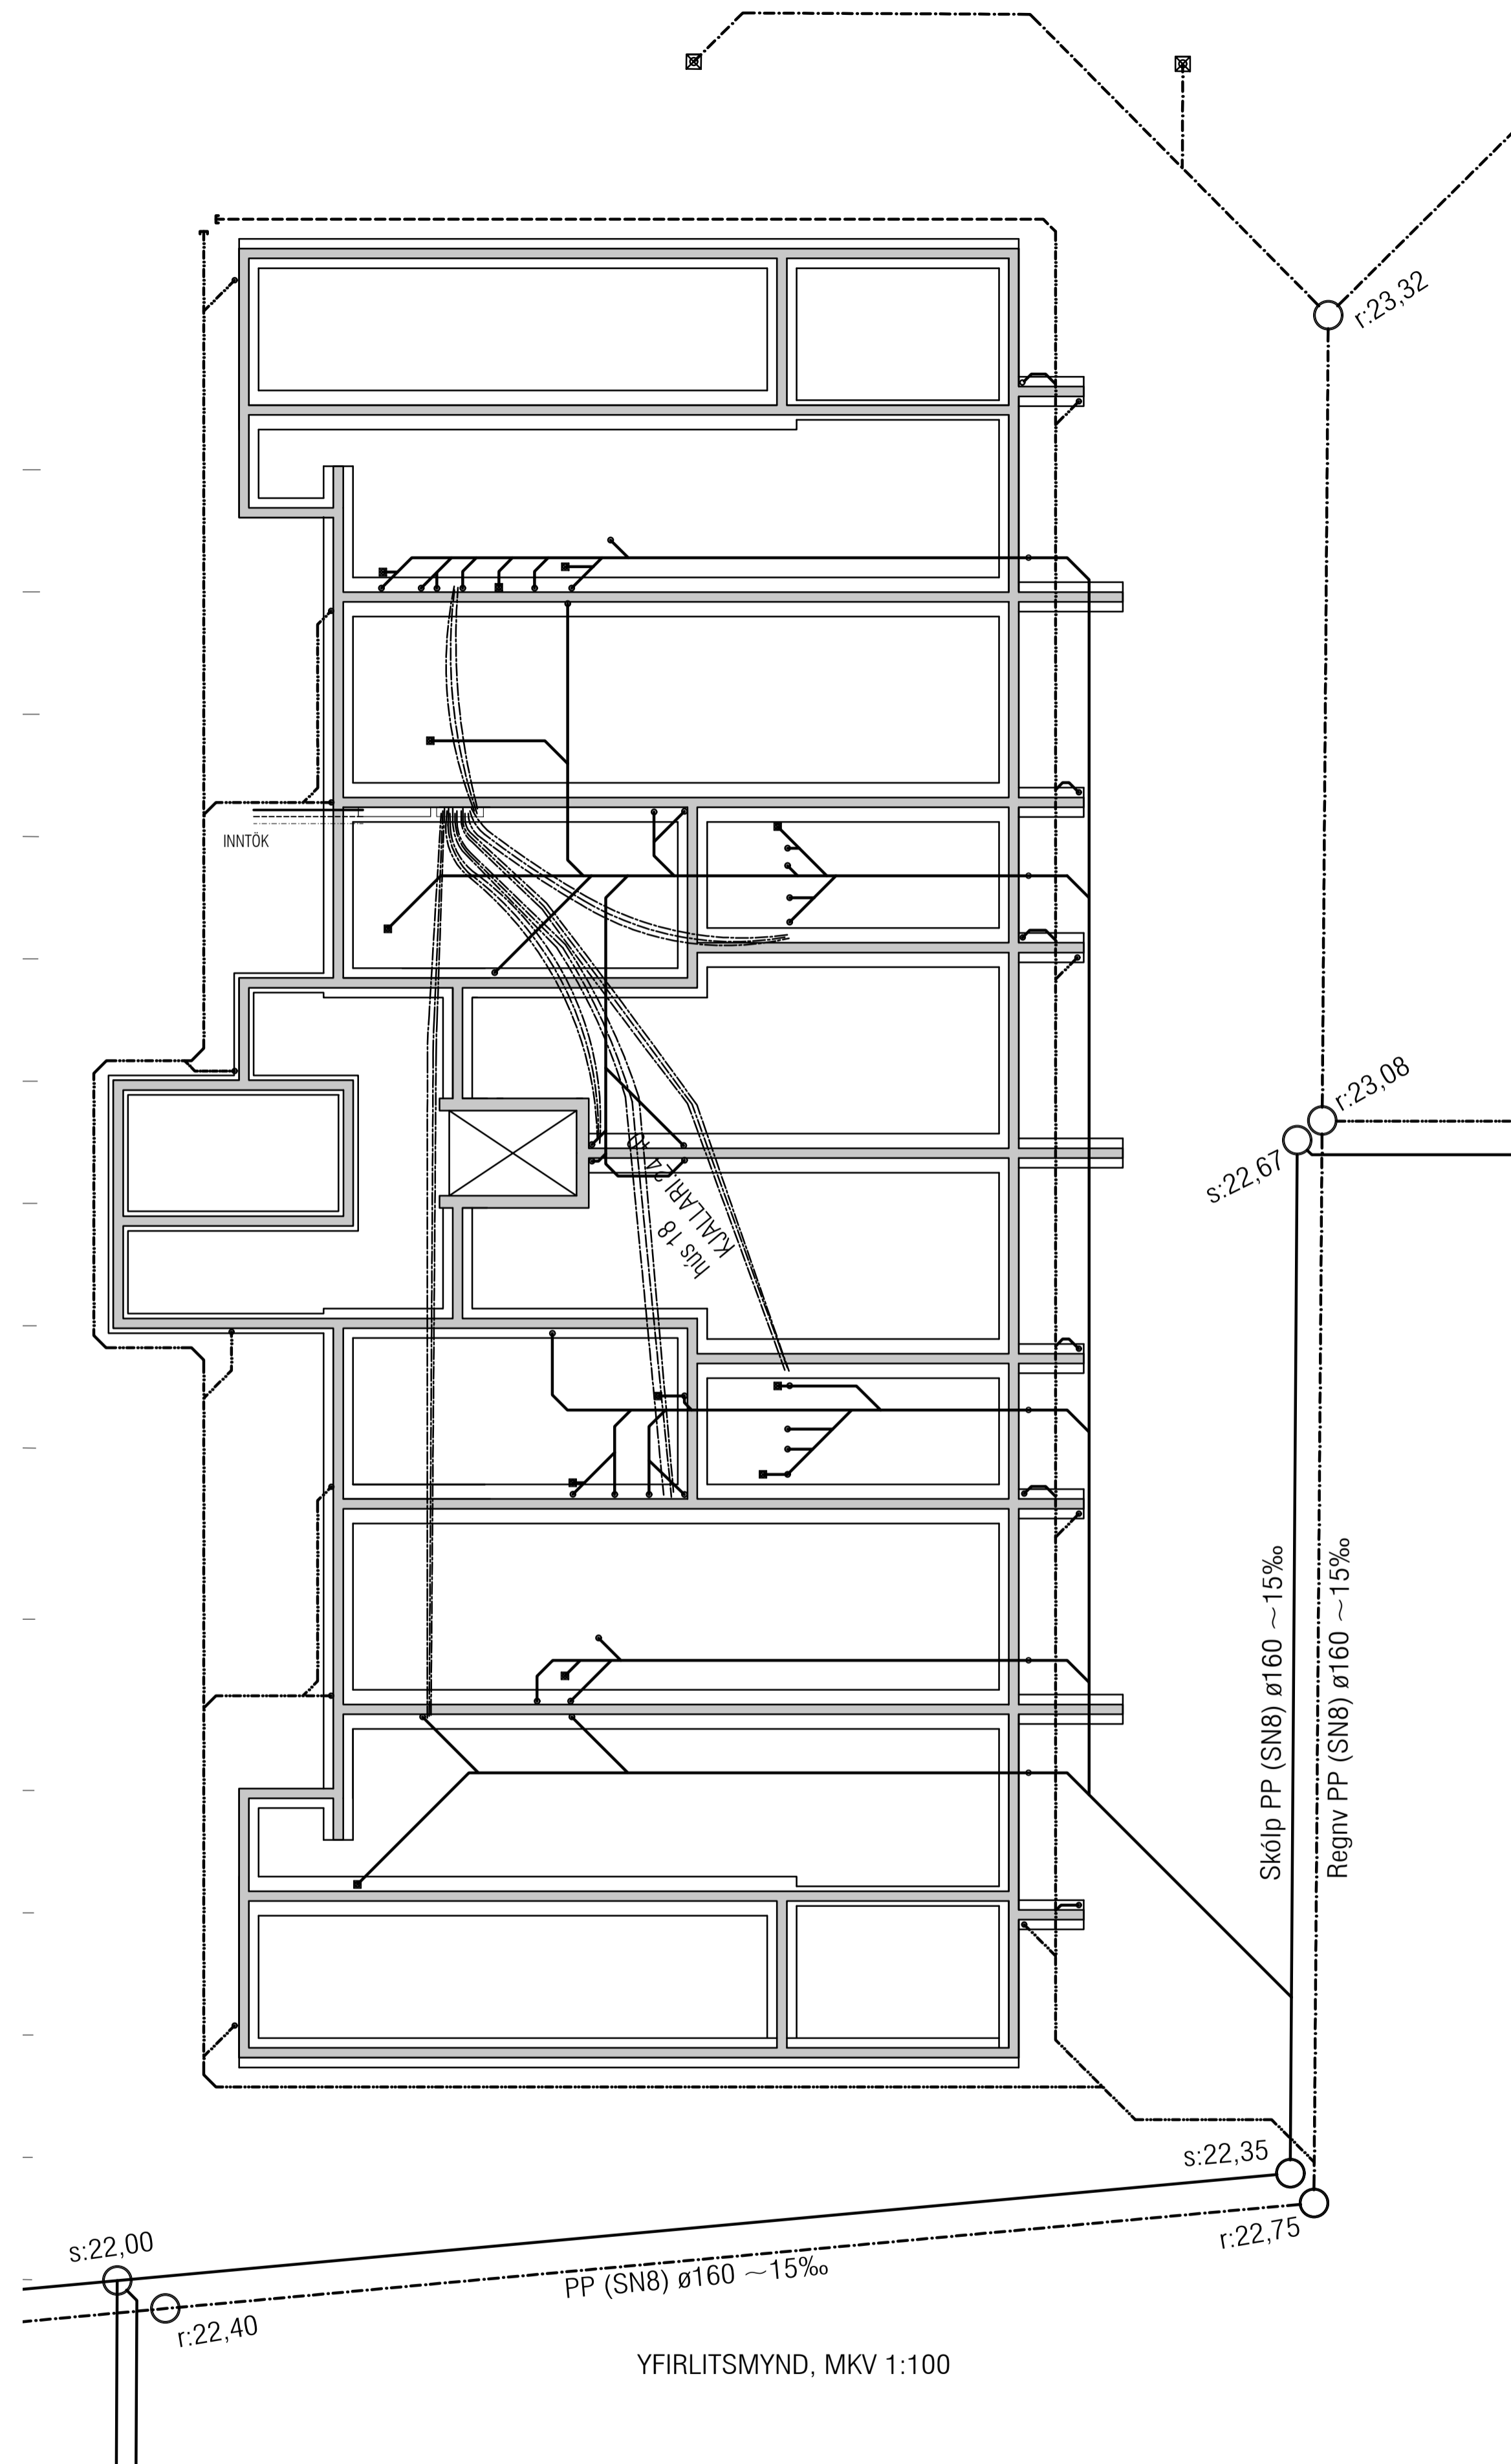 r:23,32
INNTÖK
r:23,08
s:22,67
hús 18
KJALLARI 24 H
Skólp PP (SN8) ø160 ~15‰
Regnv PP (SN8) ø160 ~15‰
s:22,35
r:22,75
s:22,00
PP (SN8) ø160 ~15‰
r:22,40
YFIRLITSMYND, MKV 1:100